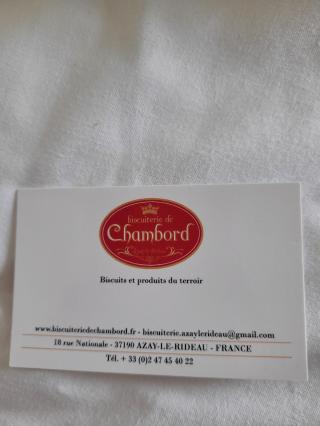 biscuiterie de
Chambord
Biscuits et produits du terroir
www.biscuiteriedechambord.fr - biscuiterie.azaylerideau@gmail.com
18 rue Nationale - 37190 AZAY-LE-RIDEAU - FRANCE
Tél. + 33 (0)2 47 45 40 22